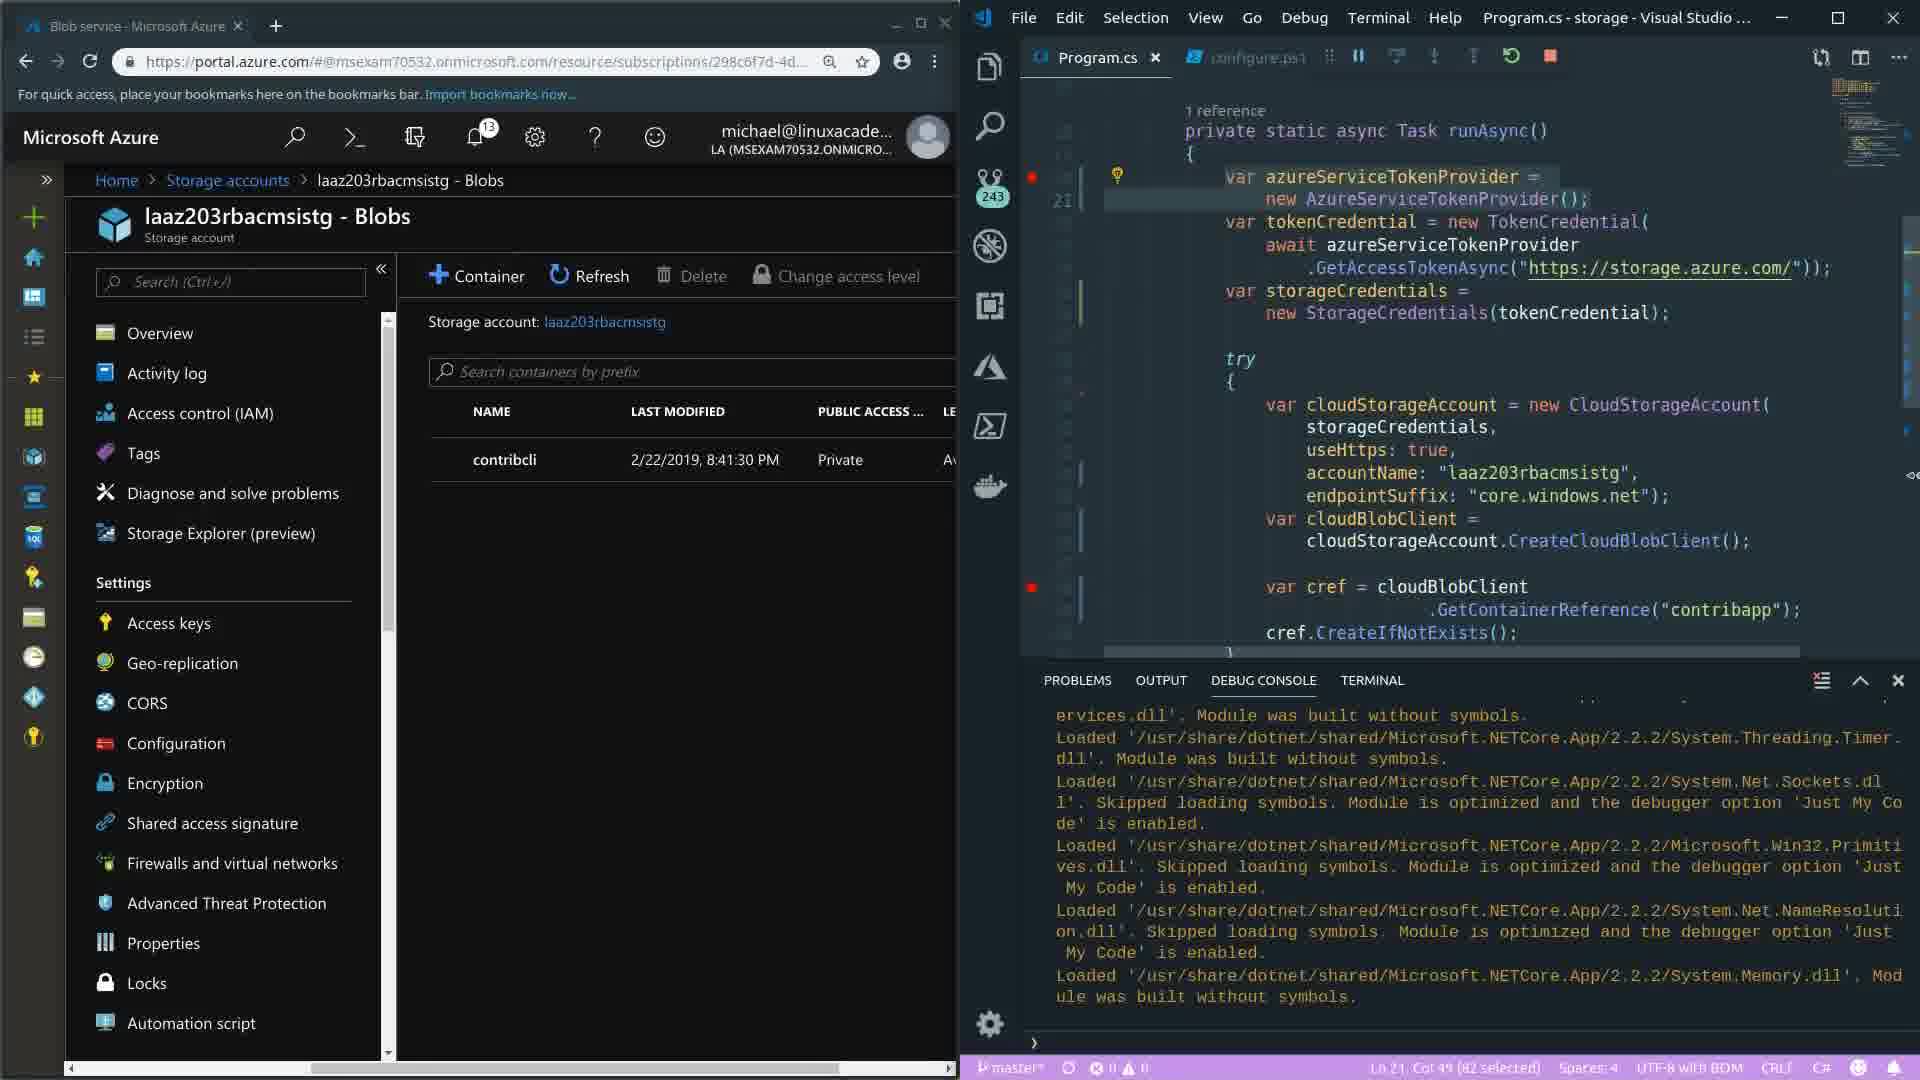 Blob service - Microsoft Azure
https://portal.azure.com/#@msexam70532.onmicrosoft.com/resource/subscriptions/298c6f7d-4d...
For quick access, place your bookmarks here on the bookmarks bar. Import bookmarks now...
Microsoft Azure
13
michael@linuxacade...
LA (MSEXAM70532.ONMICRO...
Home > Storage accounts > laaz203rbacmsistg - Blobs
laaz203rbacmsistg - Blobs
Storage account
Search (Ctrl+/)
Overview
Activity log
Access control (IAM)
Tags
Diagnose and solve problems
Storage Explorer (preview)
Settings
Access keys
Geo-replication
CORS
Configuration
Encryption
Shared access signature
Firewalls and virtual networks
Advanced Threat Protection
Properties
Locks
Automation script
Container Refresh Delete Change access level
Storage account: laaz203rbacmsistg
Search containers by prefix
NAME LAST MODIFIED PUBLIC ACCESS ... LE
contribcli 2/22/2019, 8:41:30 PM Private Av
File Edit Selection View Go Debug Terminal Help Program.cs - storage - Visual Studio ...
Program.cs configure.ps1
243
1 reference
private static async Task runAsync()
{
var azureServiceTokenProvider =
21 new AzureServiceTokenProvider();
var tokenCredential = new TokenCredential(
await azureServiceTokenProvider
.GetAccessTokenAsync("https://storage.azure.com/"));
var storageCredentials =
new StorageCredentials(tokenCredential);
try
{
var cloudStorageAccount = new CloudStorageAccount(
storageCredentials,
useHttps: true,
accountName: "laaz203rbacmsistg",
endpointSuffix: "core.windows.net");
var cloudBlobClient =
cloudStorageAccount.CreateCloudBlobClient();
var cref = cloudBlobClient
.GetContainerReference("contribapp");
cref.CreateIfNotExists();
}
PROBLEMS OUTPUT DEBUG CONSOLE TERMINAL
ervices.dll'. Module was built without symbols.
Loaded '/usr/share/dotnet/shared/Microsoft.NETCore.App/2.2.2/System.Threading.Timer.
dll'. Module was built without symbols.
Loaded '/usr/share/dotnet/shared/Microsoft.NETCore.App/2.2.2/System.Net.Sockets.dl
l'. Skipped loading symbols. Module is optimized and the debugger option 'Just My Co
de' is enabled.
Loaded '/usr/share/dotnet/shared/Microsoft.NETCore.App/2.2.2/Microsoft.Win32.Primiti
ves.dll'. Skipped loading symbols. Module is optimized and the debugger option 'Just
My Code' is enabled.
Loaded '/usr/share/dotnet/shared/Microsoft.NETCore.App/2.2.2/System.Net.NameResoluti
on.dll'. Skipped loading symbols. Module is optimized and the debugger option 'Just
My Code' is enabled.
Loaded '/usr/share/dotnet/shared/Microsoft.NETCore.App/2.2.2/System.Memory.dll'. Mod
ule was built without symbols.
master* 0 0 Ln 21, Col 49 (82 selected) Spaces: 4 UTF-8 with BOM CRLF C#